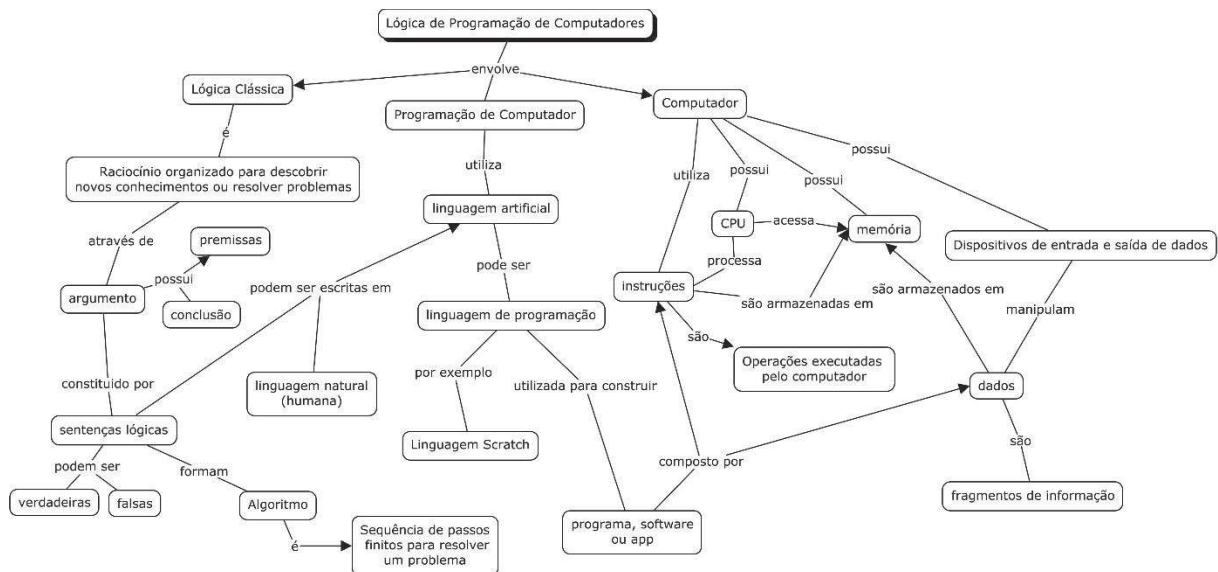 Lógica de Programação de Computadores
envolve
Lógica Clássica
Programação de Computador
Computador
é
utiliza
utiliza
possui
possui
possui
Raciocínio organizado para descobrir
novos conhecimentos ou resolver problemas
linguagem artificial
CPU
acessa
memória
Dispositivos de entrada e saída de dados
através de
premissas
processa
possui
argumento
conclusão
podem ser escritas em
pode ser
instruções
são armazenadas em
são armazenados em
manipulam
linguagem de programação
são
Operações executadas
pelo computador
constituido por
linguagem natural
(humana)
por exemplo
utilizada para construir
dados
sentenças lógicas
Linguagem Scratch
são
podem ser
formam
composto por
verdadeiras
falsas
Algoritmo
fragmentos de informação
é
Sequência de passos
finitos para resolver
um problema
programa, software
ou app